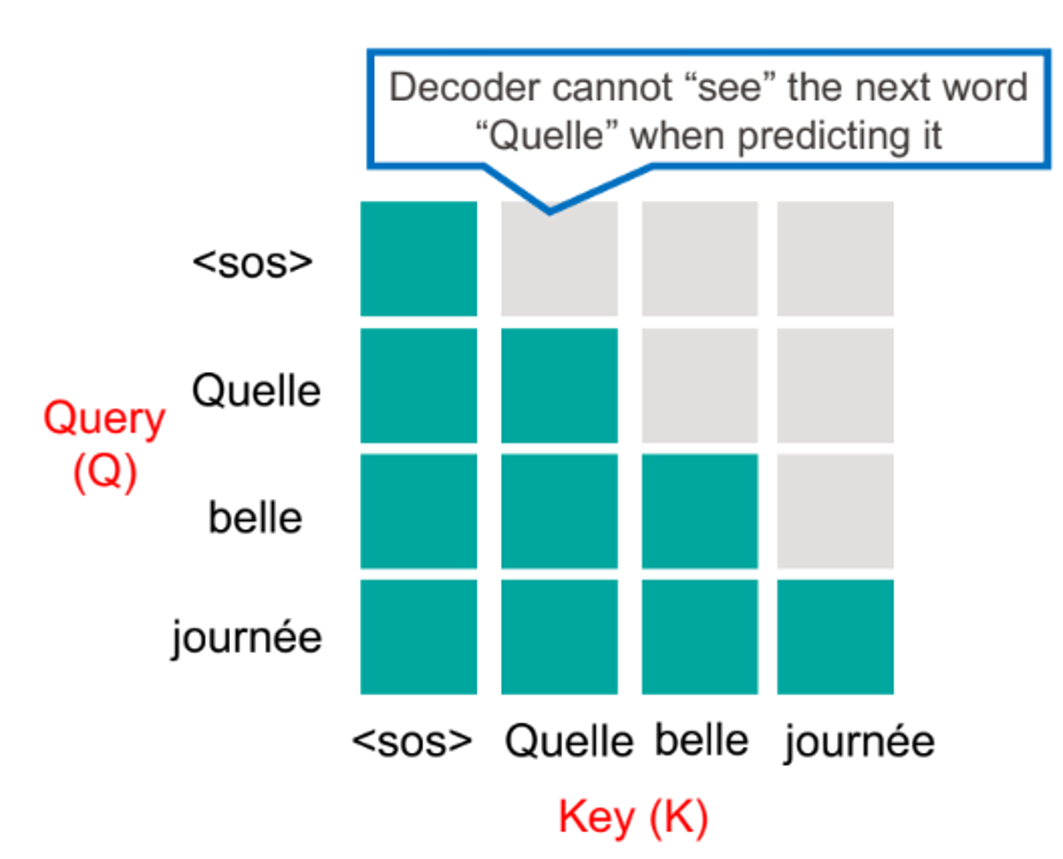 Decoder cannot “see” the next word
“Quelle” when predicting it
<sos>
Quelle
Query
(Q)
belle
journée
<sos> Quelle belle journée
Key (K)